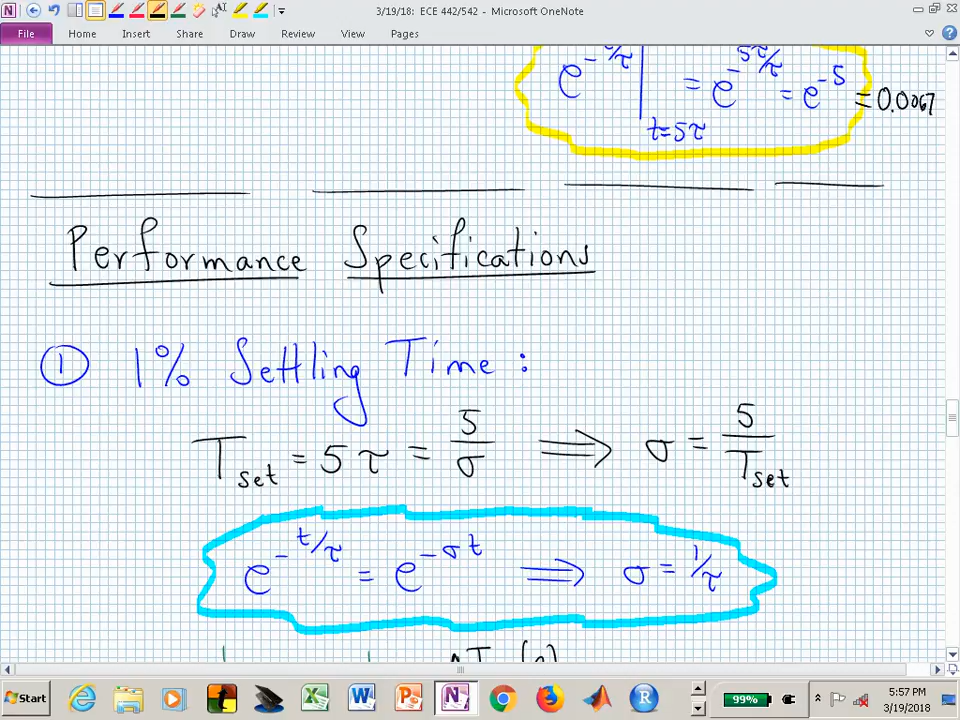 3/19/18: ECE 442/542 - Microsoft OneNote
File Home Insert Share Draw Review View Pages
e^{-t/τ} |_{t=5τ} = e^{-5τ/τ} = e^{-5} = 0.0067
Performance Specifications
① 1% Settling Time:
T_set = 5τ = 5/σ ⟹ σ = 5/T_set
e^{-t/τ} = e^{-σt} ⟹ σ = 1/τ
Start 99% 5:57 PM
3/19/2018